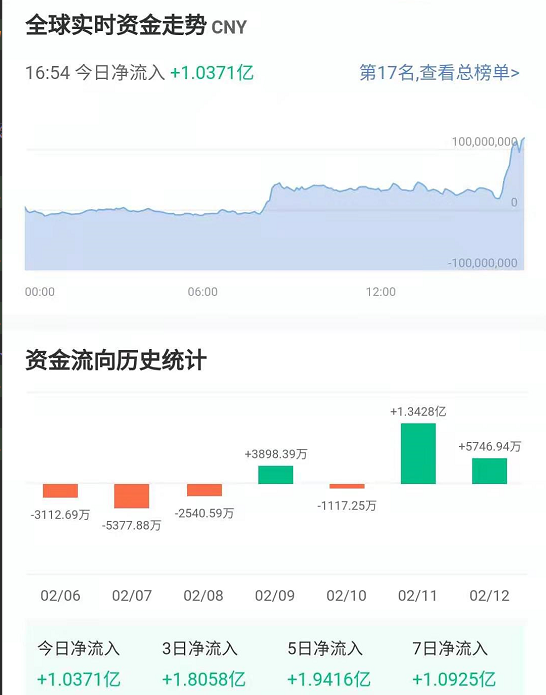 全球实时资金走势 CNY
16:54 今日净流入 +1.0371亿 第17名,查看总榜单>
100,000,000
0
-100,000,000
00:00 06:00 12:00
资金流向历史统计
+1.3428亿
+5746.94万
+3898.39万
-1117.25万
-3112.69万 -2540.59万
-5377.88万
02/06 02/07 02/08 02/09 02/10 02/11 02/12
今日净流入 3日净流入 5日净流入 7日净流入
+1.0371亿 +1.8058亿 +1.9416亿 +1.0925亿